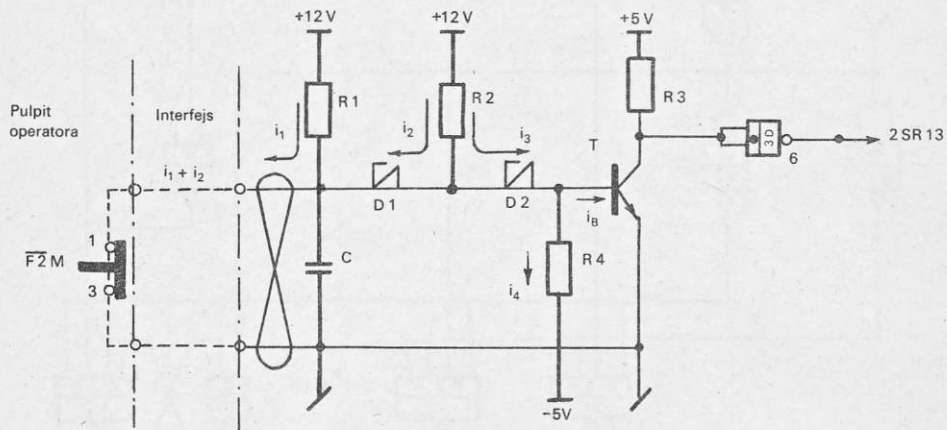 +12 V
+12 V
+5 V
Pulpit
operatora
Interfejs
R 1
R 2
R 3
i1
i2
i3
T
3 D
6
2 SR 13
i1 + i2
D 1
D 2
iB
1
F2 M
3
C
R 4
i4
−5V